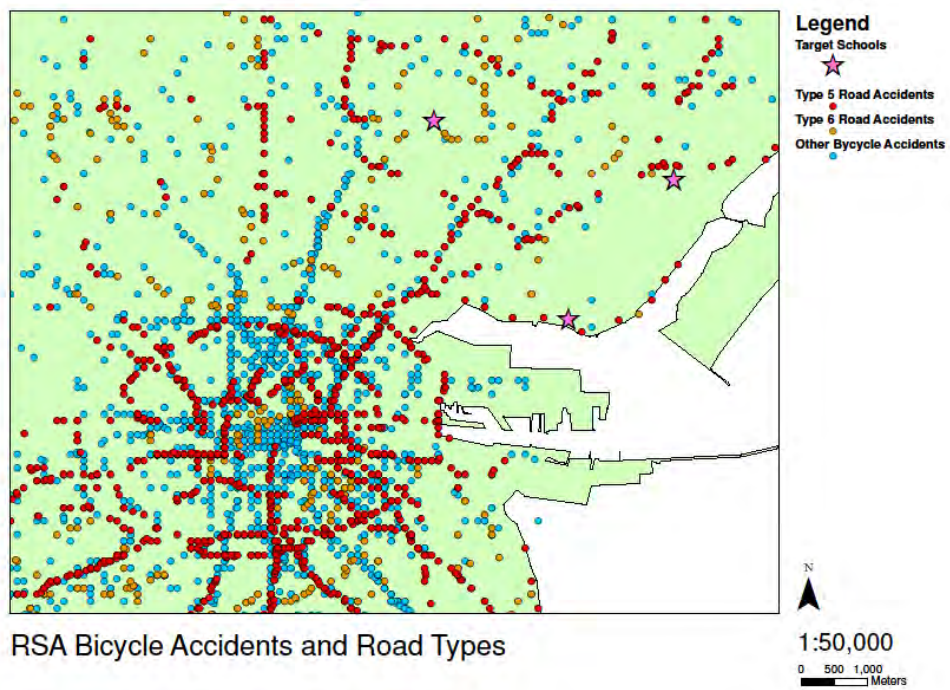 Legend
Target Schools
Type 5 Road Accidents
Type 6 Road Accidents
Other Bycycle Accidents
N
RSA Bicycle Accidents and Road Types
1:50,000
0 500 1,000
Meters